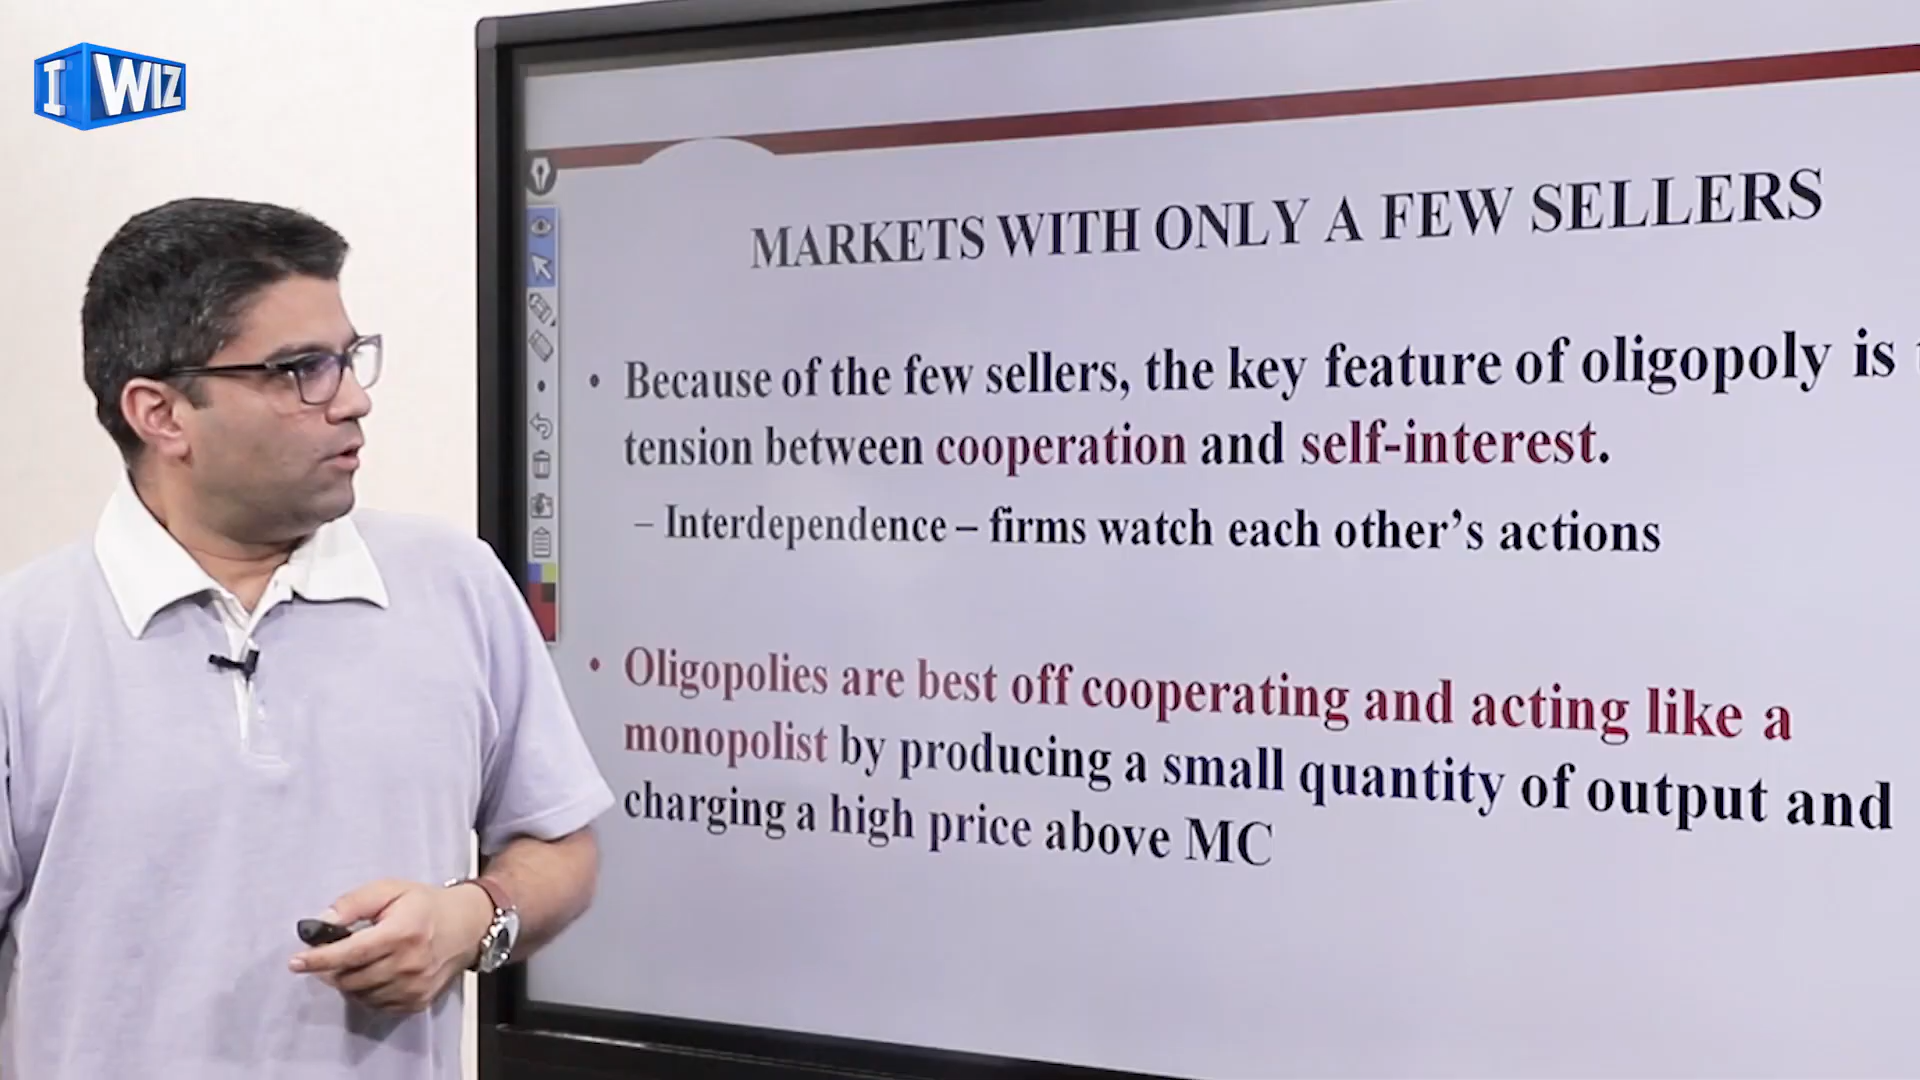 I WIZ
MARKETS WITH ONLY A FEW SELLERS
• Because of the few sellers, the key feature of oligopoly is
tension between cooperation and self-interest.
– Interdependence – firms watch each other’s actions
• Oligopolies are best off cooperating and acting like a
monopolist by producing a small quantity of output and
charging a high price above MC